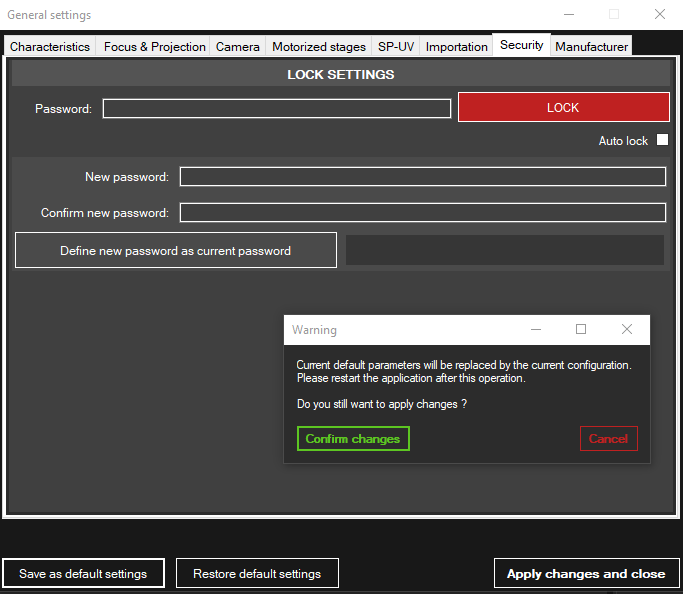 General settings
Characteristics Focus & Projection Camera Motorized stages SP-UV Importation Security Manufacturer
LOCK SETTINGS
Password: LOCK
Auto lock
New password:
Confirm new password:
Define new password as current password
Warning
Current default parameters will be replaced by the current configuration.
Please restart the application after this operation.
Do you still want to apply changes ?
Confirm changes Cancel
Save as default settings Restore default settings Apply changes and close